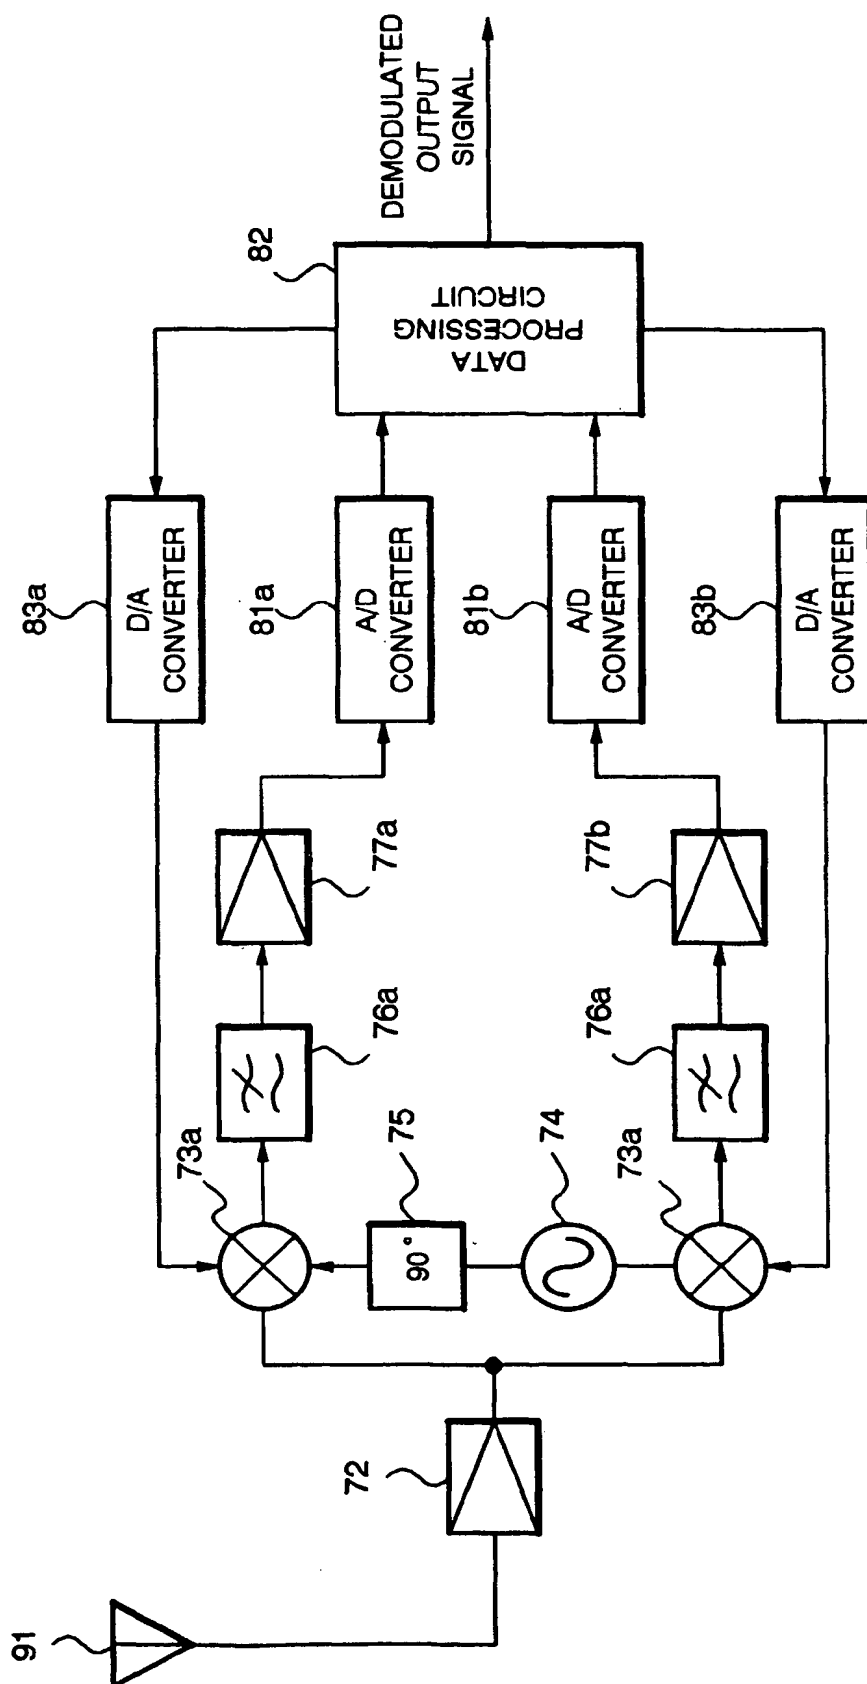 91
72
73a
75
90°
74
73a
76a
76a
77a
77b
83a
D/A
CONVERTER
81a
A/D
CONVERTER
81b
A/D
CONVERTER
83b
D/A
CONVERTER
82
DATA
PROCESSING
CIRCUIT
DEMODULATED
OUTPUT
SIGNAL